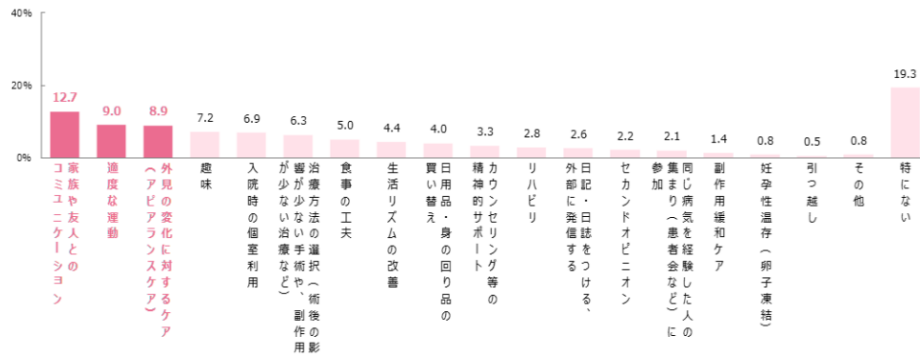 40%
20%
0%
12.7
9.0
8.9
7.2
6.9
6.3
5.0
4.4
4.0
3.3
2.8
2.6
2.2
2.1
1.4
0.8
0.5
0.8
19.3
家族や友人との
コミュニケーション
適度な運動
外見の変化に対するケア
(アピアランスケア)
趣味
入院時の個室利用
治療方法の選択(術後の影
響が少ない手術や、副作用
が少ない治療など)
食事の工夫
生活リズムの改善
日用品・身の回り品の
買い替え
カウンセリング等の
精神的サポート
リハビリ
日記・日誌をつける、
外部に発信する
セカンドオピニオン
同じ病気を経験した人の
集まり(患者会など)に
参加
副作用緩和ケア
妊孕性温存(卵子凍結)
引っ越し
その他
特にない